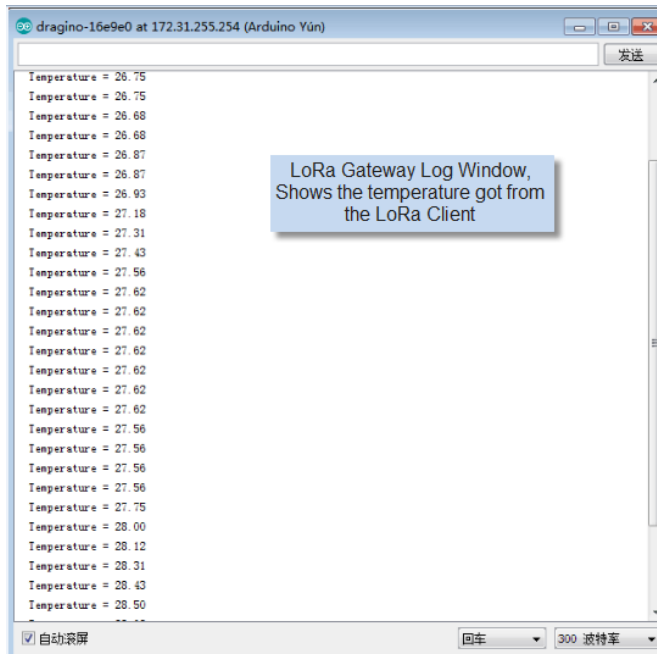 dragino-16e9e0 at 172.31.255.254 (Arduino Yún)
发送
Temperature = 26.75
Temperature = 26.75
Temperature = 26.68
Temperature = 26.68
Temperature = 26.87
Temperature = 26.87
Temperature = 26.93
Temperature = 27.18
Temperature = 27.31
Temperature = 27.43
Temperature = 27.56
Temperature = 27.62
Temperature = 27.62
Temperature = 27.62
Temperature = 27.62
Temperature = 27.62
Temperature = 27.62
Temperature = 27.62
Temperature = 27.56
Temperature = 27.56
Temperature = 27.56
Temperature = 27.56
Temperature = 27.75
Temperature = 28.00
Temperature = 28.12
Temperature = 28.31
Temperature = 28.43
Temperature = 28.50
LoRa Gateway Log Window,
Shows the temperature got from
the LoRa Client
自动滚屏
回车
300 波特率